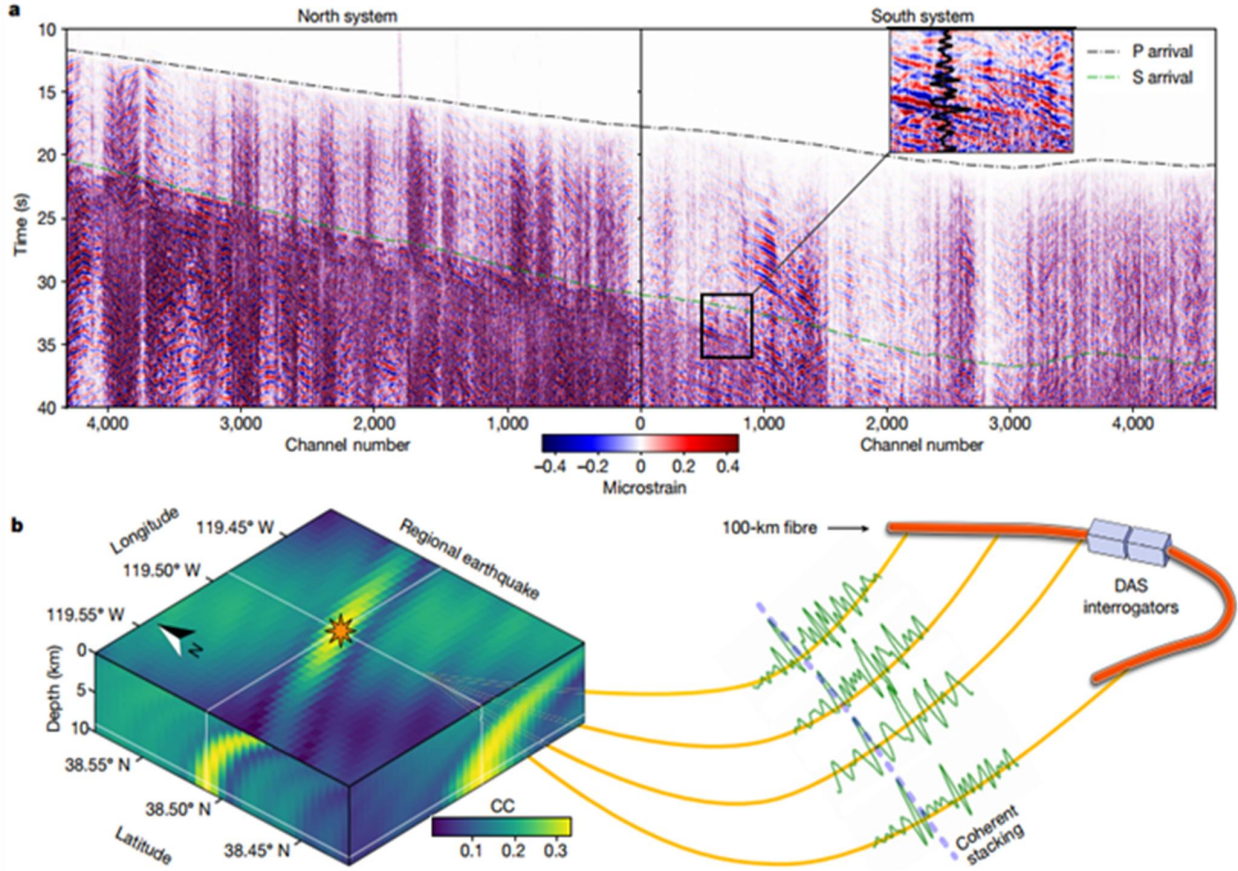 a
North system
South system
10
15
20
25
30
35
40
Time (s)
P arrival
S arrival
4,000
3,000
2,000
1,000
0
1,000
2,000
3,000
4,000
Channel number
Channel number
−0.4
−0.2
0
0.2
0.4
Microstrain
b
Longitude
119.45° W
119.50° W
119.55° W
Regional earthquake
N
0
5
10
Depth (km)
38.55° N
38.50° N
38.45° N
Latitude
CC
0.1
0.2
0.3
100-km fibre
DAS
interrogators
Coherent
stacking